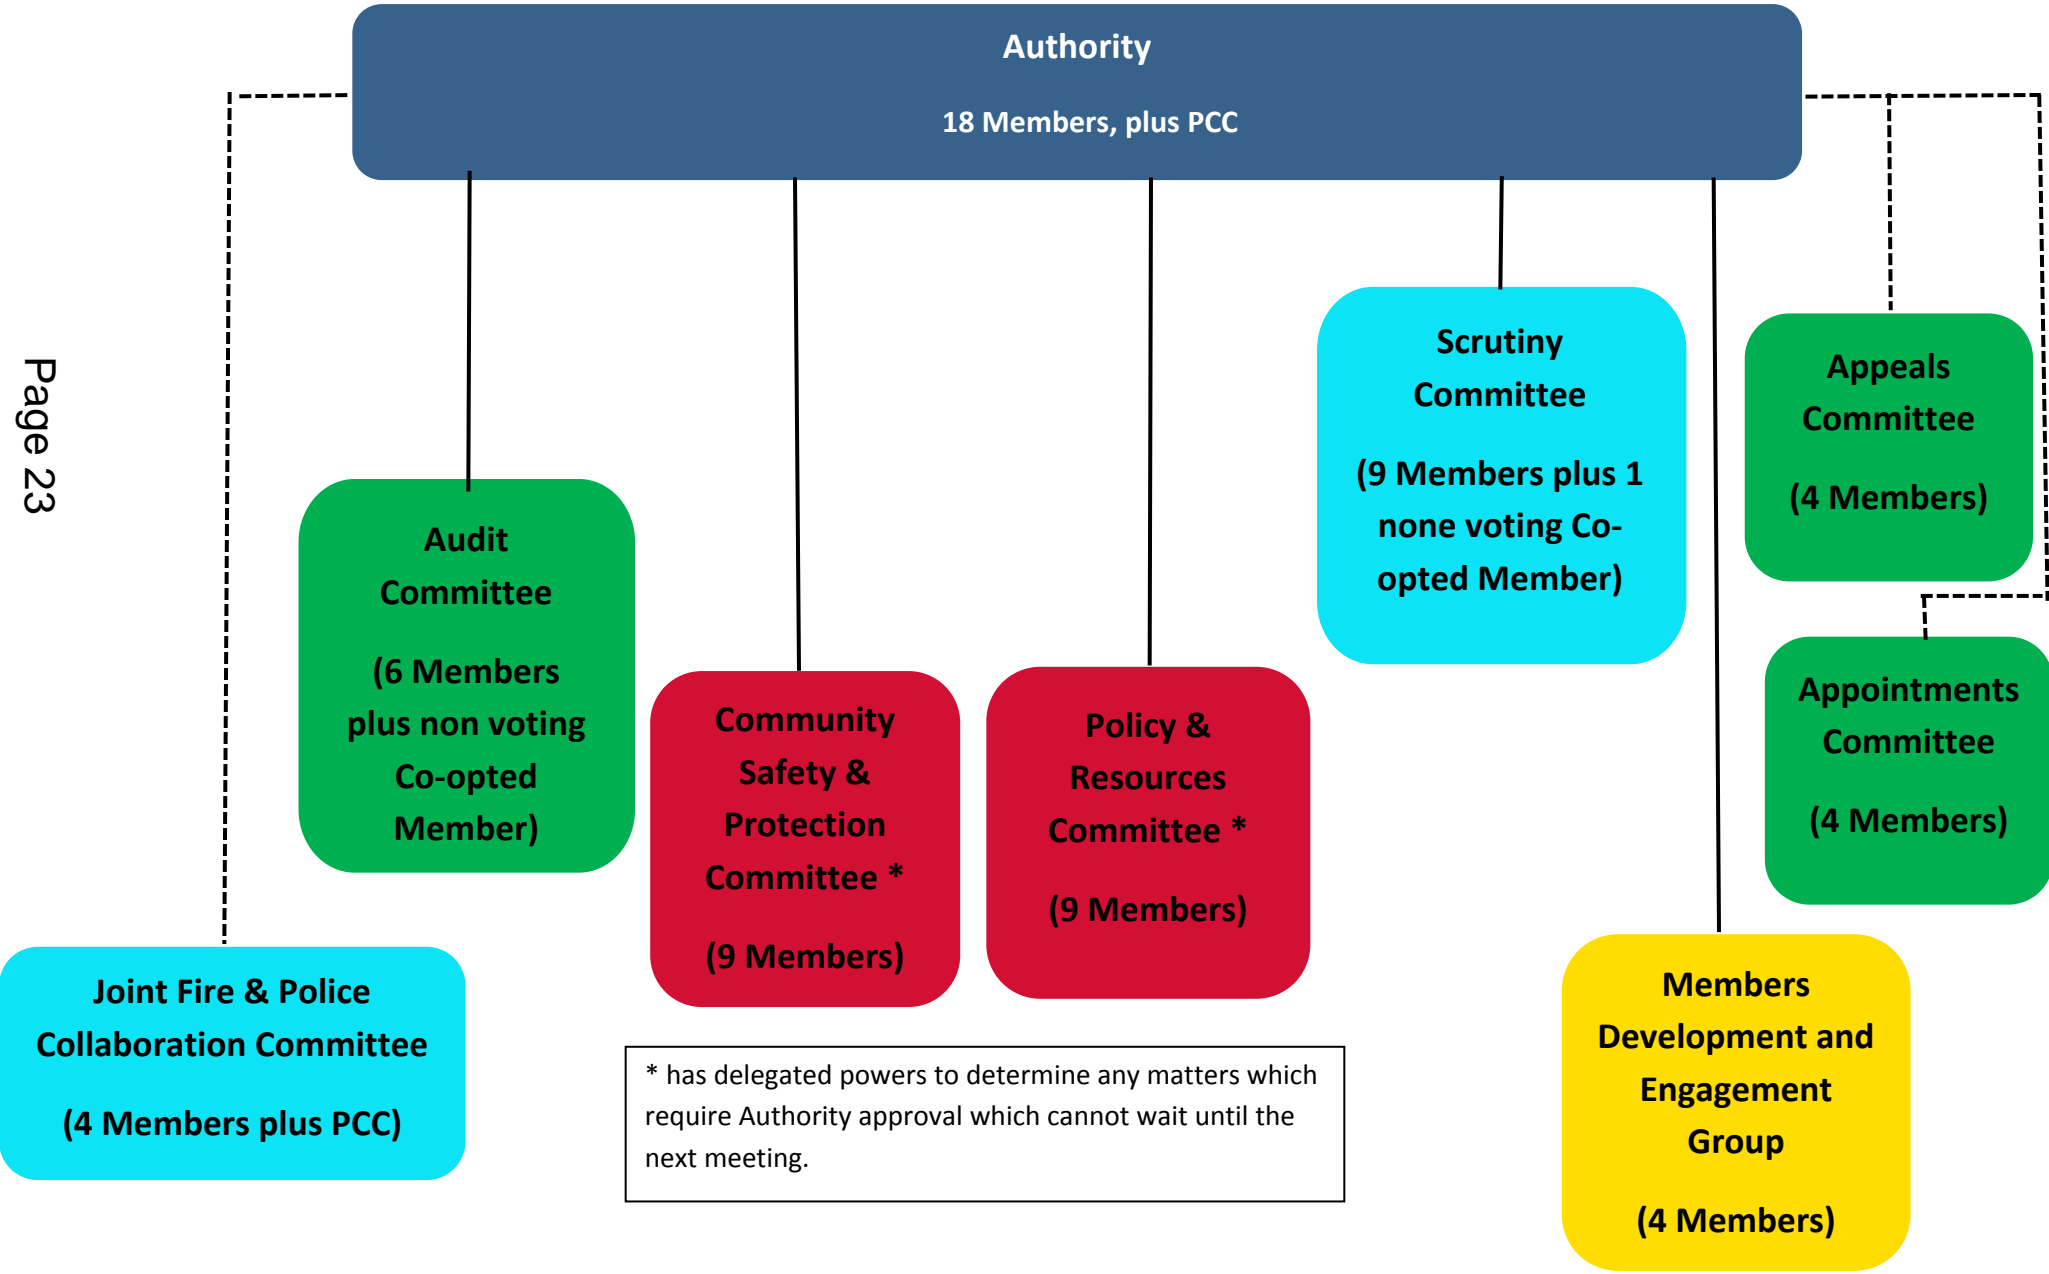 Authority
18 Members, plus PCC
Page 23
Audit
Committee
(6 Members
plus non voting
Co-opted
Member)
Community
Safety &
Protection
Committee *
(9 Members)
Policy &
Resources
Committee *
(9 Members)
Scrutiny
Committee
(9 Members plus 1
none voting Co-
opted Member)
Appeals
Committee
(4 Members)
Appointments
Committee
(4 Members)
Joint Fire & Police
Collaboration Committee
(4 Members plus PCC)
* has delegated powers to determine any matters which
require Authority approval which cannot wait until the
next meeting.
Members
Development and
Engagement
Group
(4 Members)